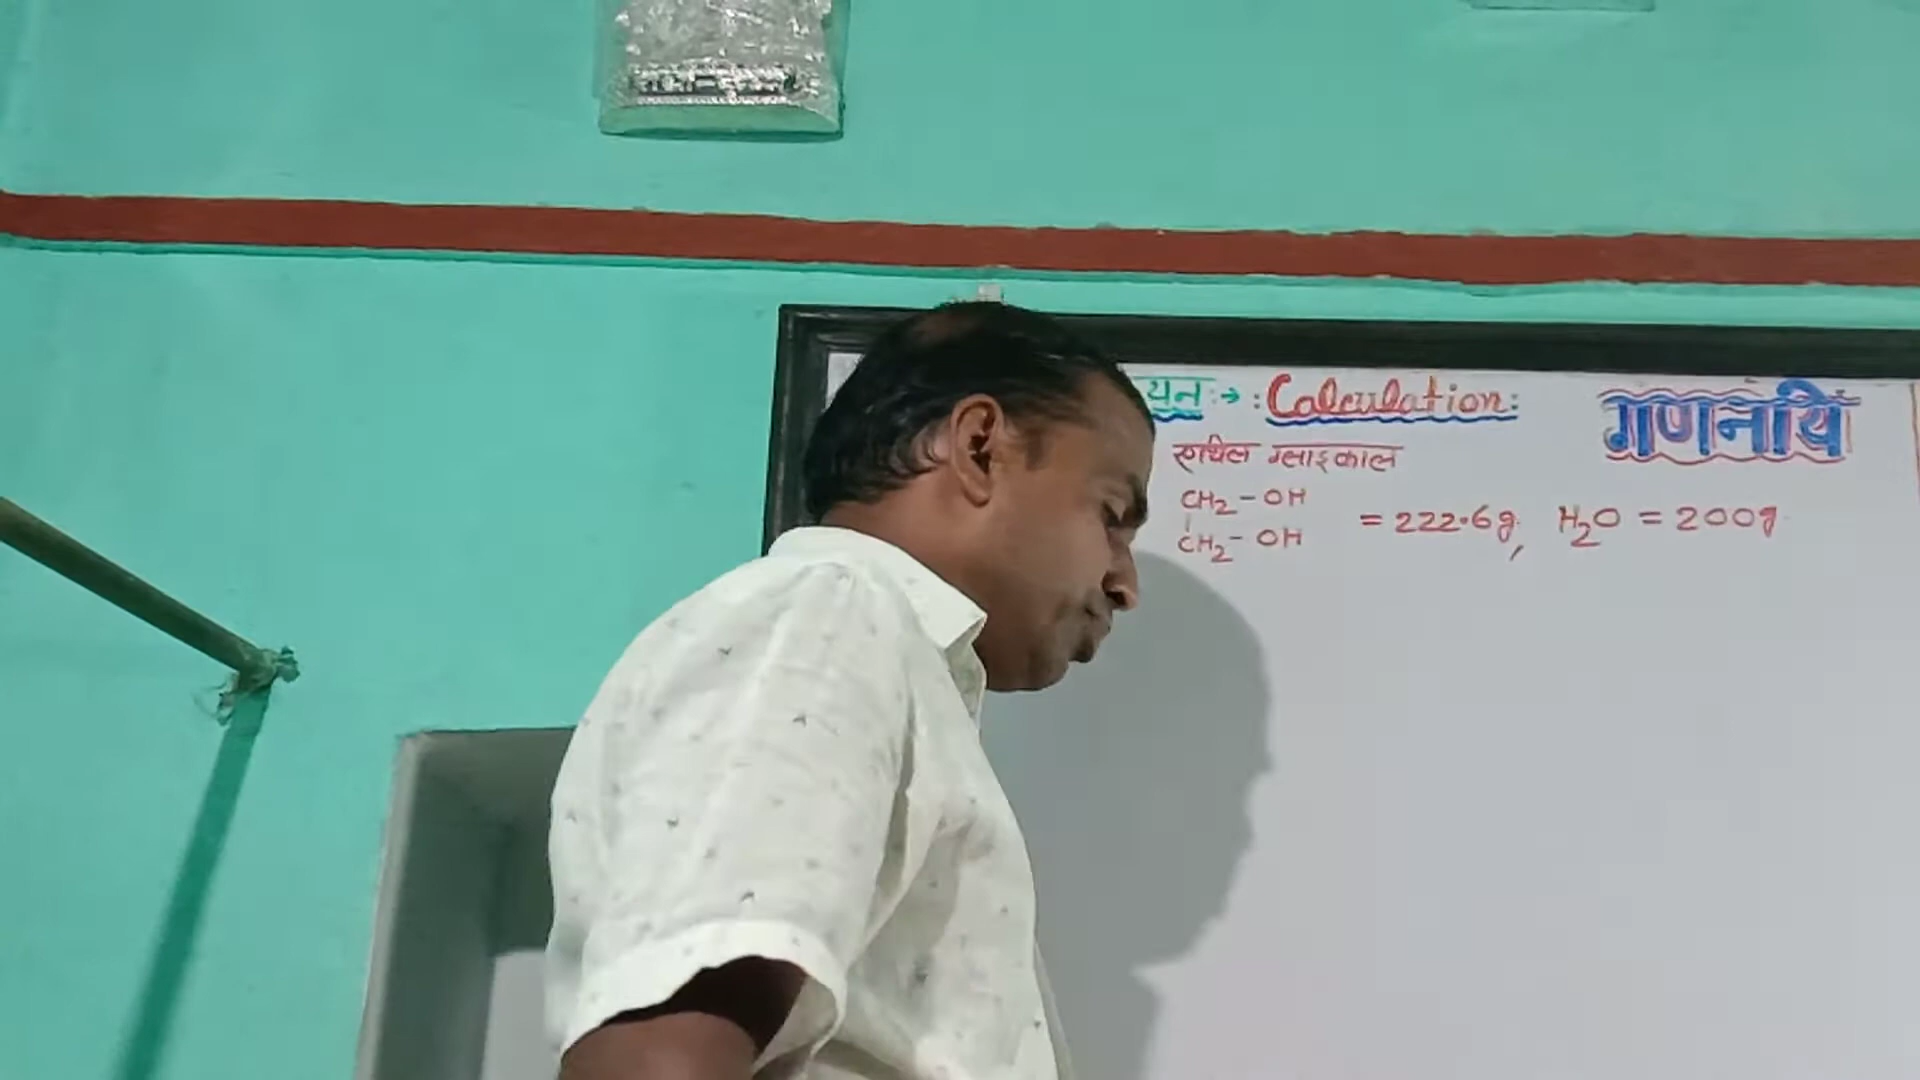 यन :→ :Calculation: गणनायें
एथिल ग्लाइकाल
CH₂-OH
= 222.6g, H₂O = 200g
CH₂-OH